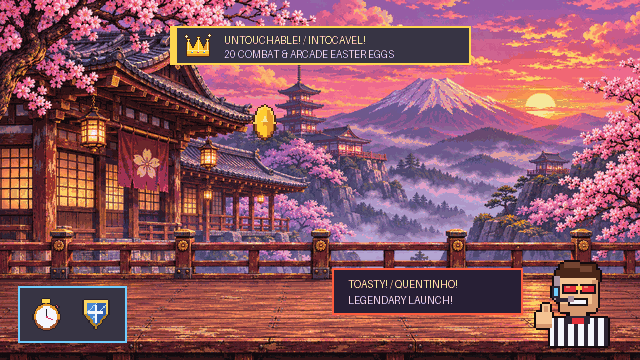 UNTOUCHABLE! / INTOCAVEL!
20 COMBAT & ARCADE EASTER EGGS
TOASTY! / QUENTINHO!
LEGENDARY LAUNCH!